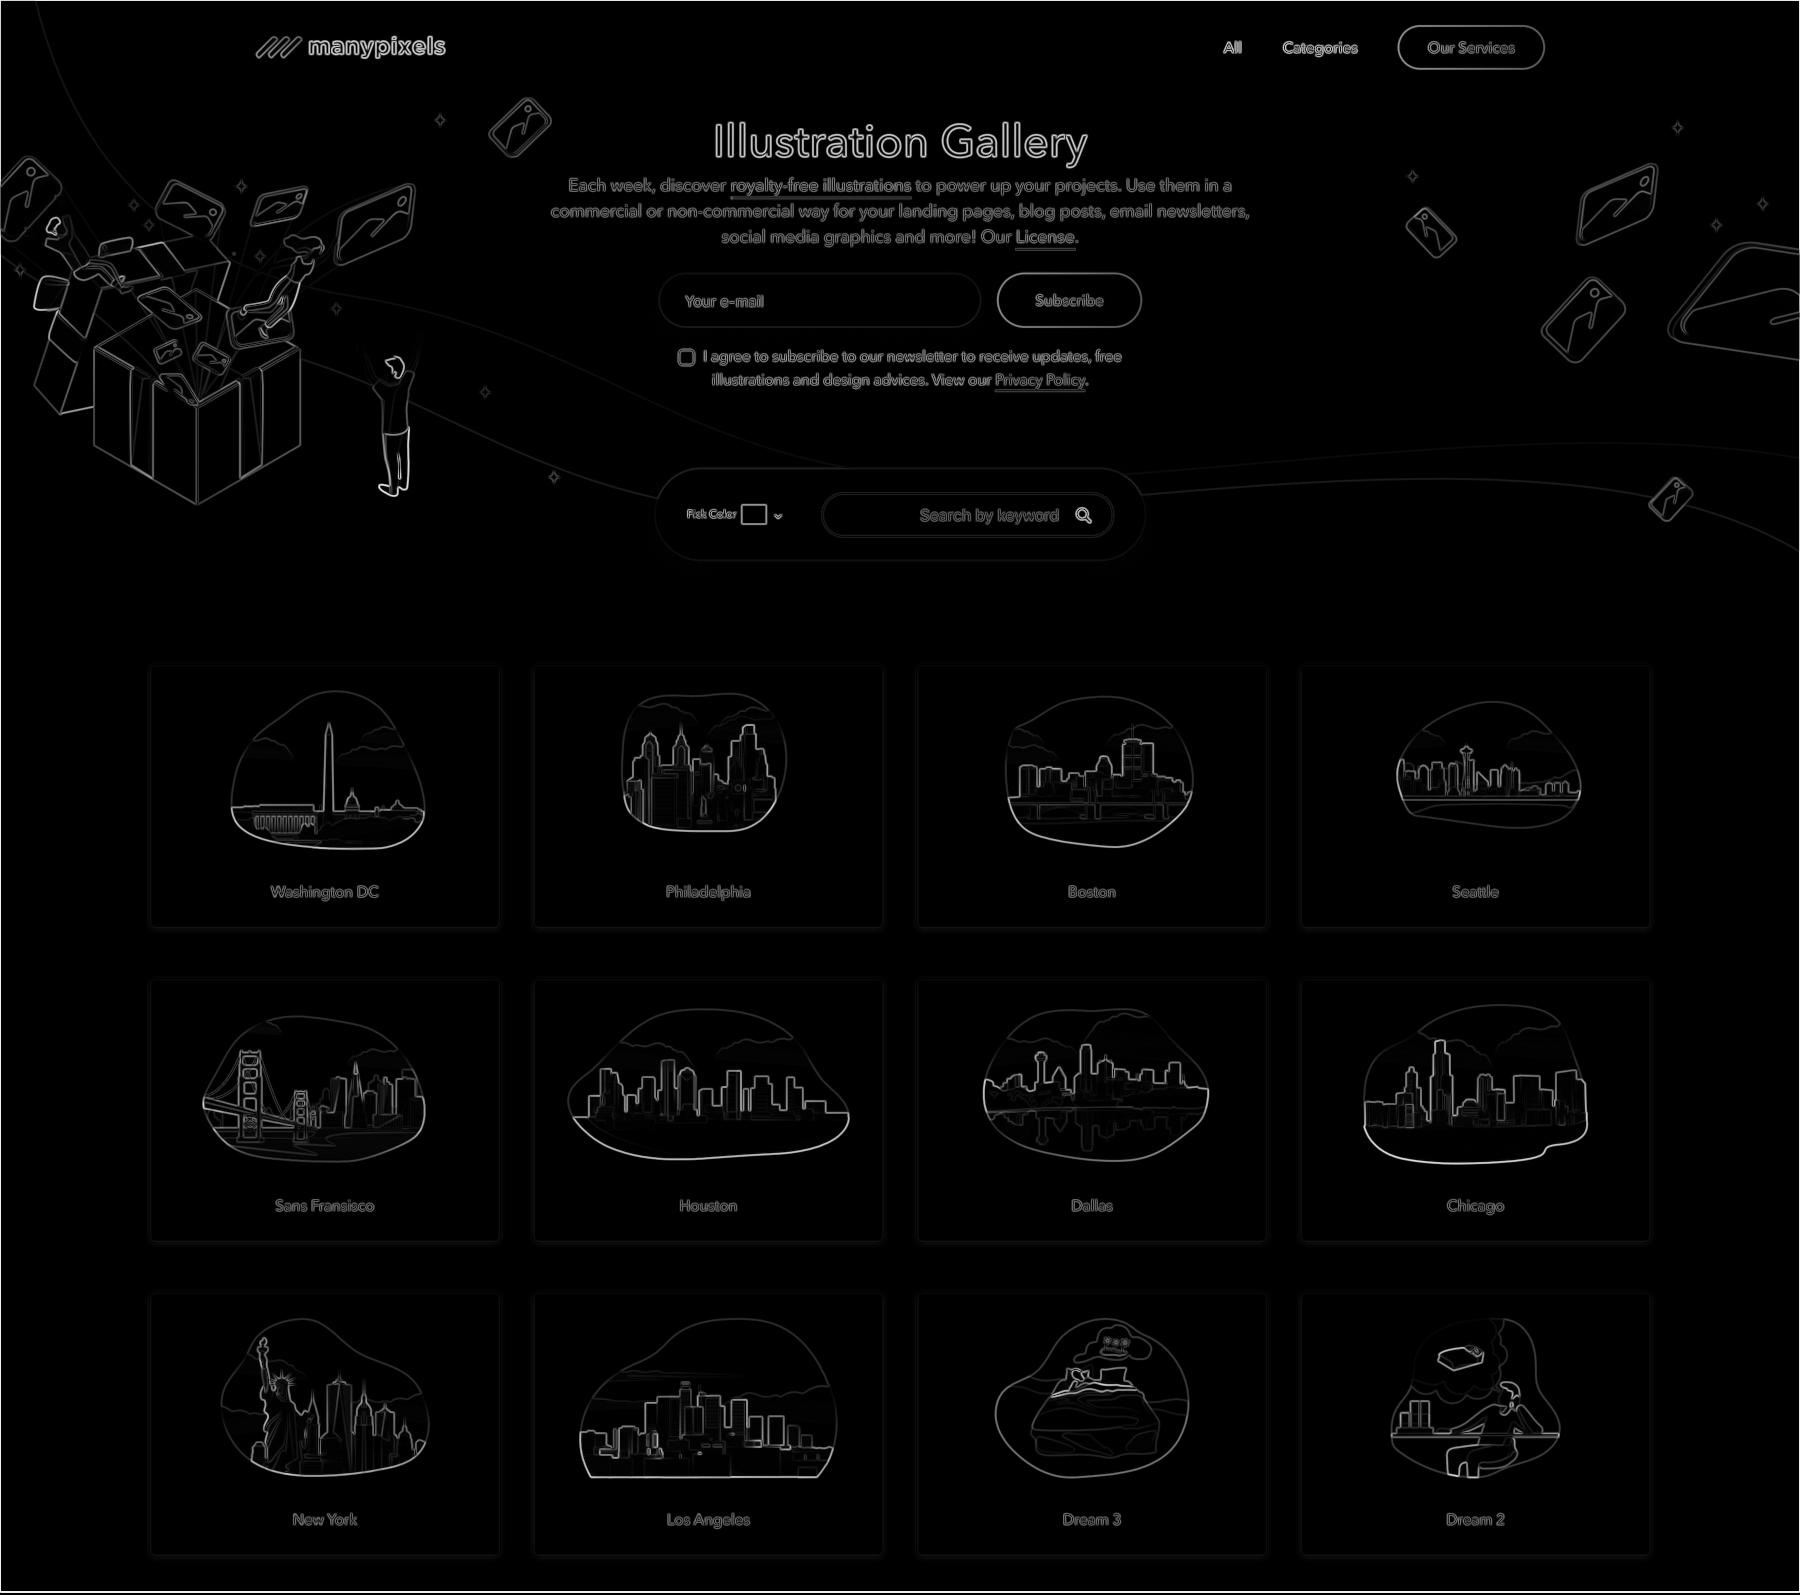 manypixels
All
Categories
Our Services
Illustration Gallery
Each week, discover royalty-free illustrations to power up your projects. Use them in a
commercial or non-commercial way for your landing pages, blog posts, email newsletters,
social media graphics and more! Our License.
Your e-mail
Subscribe
I agree to subscribe to our newsletter to receive updates, free
illustrations and design advices. View our Privacy Policy.
Pick Color
Search by keyword
Washington DC
Philadelphia
Boston
Seattle
Sans Fransisco
Houston
Dallas
Chicago
New York
Los Angeles
Dream 3
Dream 2